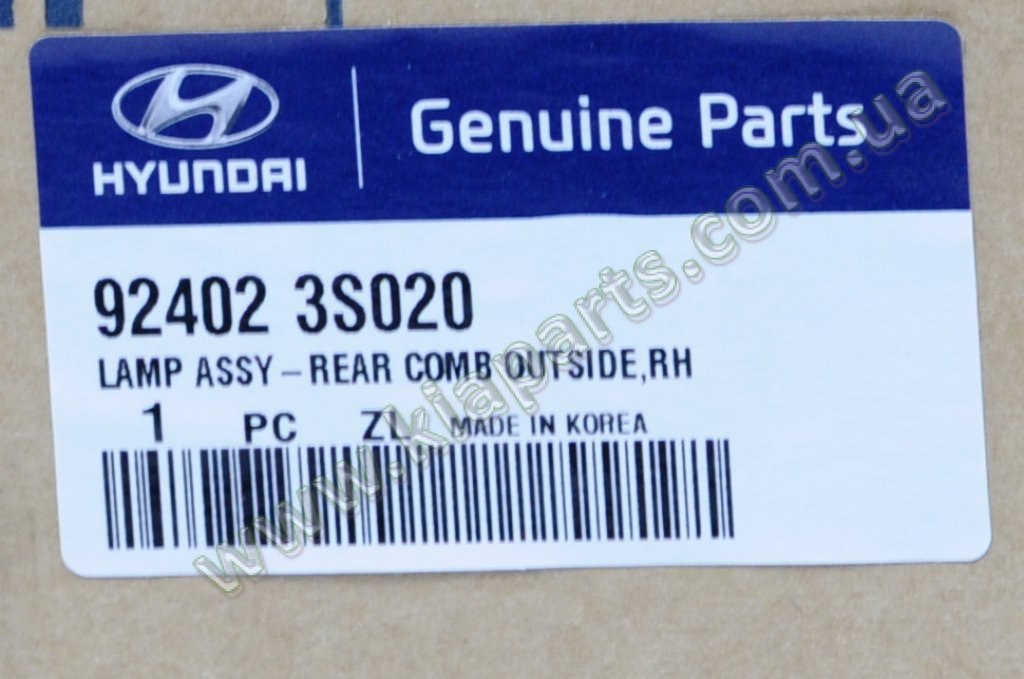 HYUNDAI
Genuine Parts
92402 3S020
LAMP ASSY-REAR COMB OUTSIDE,RH
1 PC ZL MADE IN KOREA
www.kiaparts.com.ua